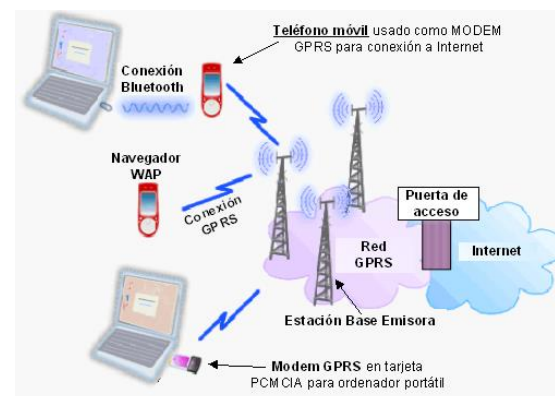 Teléfono móvil usado como MODEM
GPRS para conexión a Internet
Conexión
Bluetooth
Navegador
WAP
Conexión
GPRS
Puerta de
acceso
Red
GPRS
Internet
Estación Base Emisora
Modem GPRS en tarjeta
PCMCIA para ordenador portátil